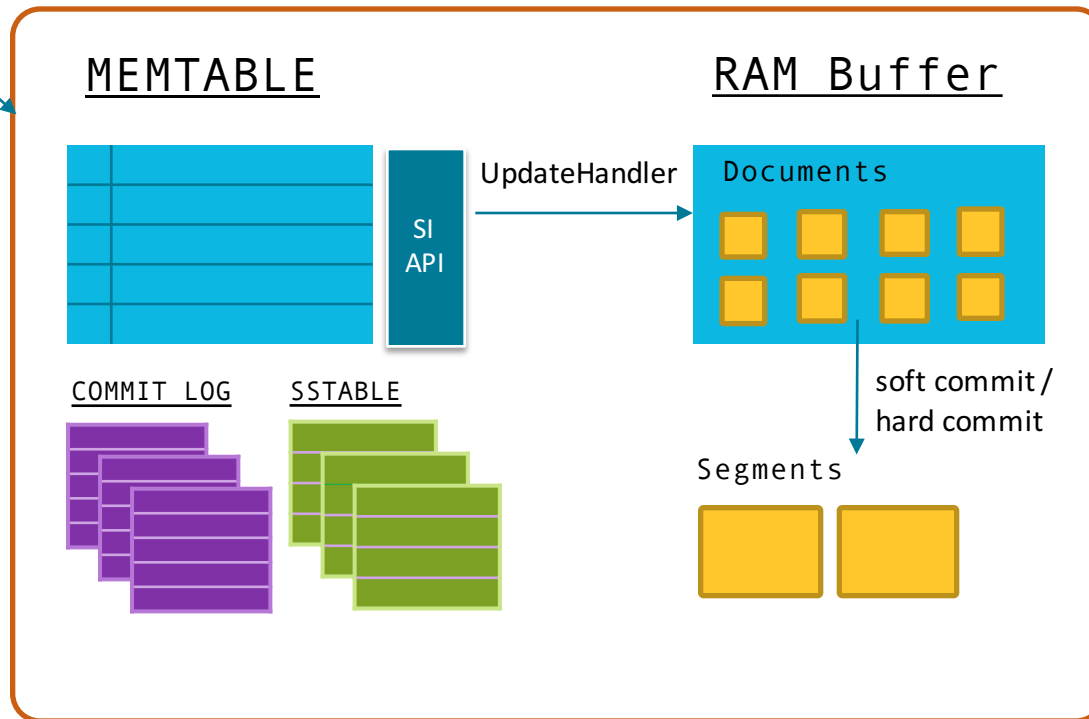 MEMTABLE
RAM Buffer
SI
API
UpdateHandler
Documents
COMMIT LOG
SSTABLE
soft commit /
hard commit
Segments